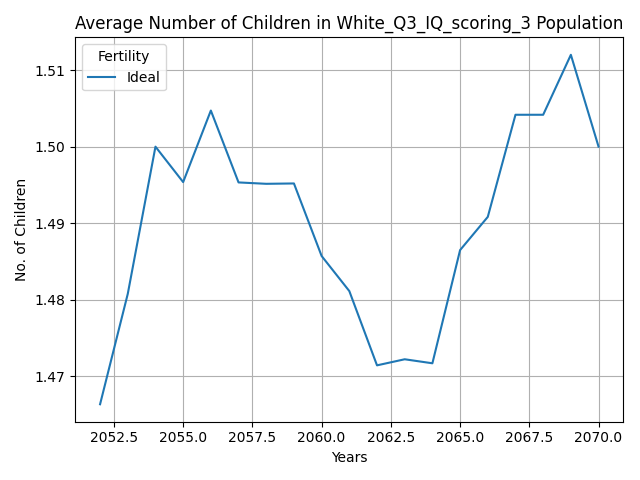 Average Number of Children in White_Q3_IQ_scoring_3 Population
Fertility
Ideal
1.51
1.50
1.49
1.48
1.47
No. of Children
2052.5 2055.0 2057.5 2060.0 2062.5 2065.0 2067.5 2070.0
Years